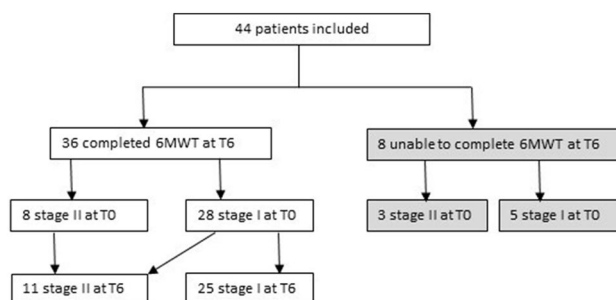 44 patients included
36 completed 6MWT at T6
8 unable to complete 6MWT at T6
8 stage II at T0
28 stage I at T0
3 stage II at T0
5 stage I at T0
11 stage II at T6
25 stage I at T6